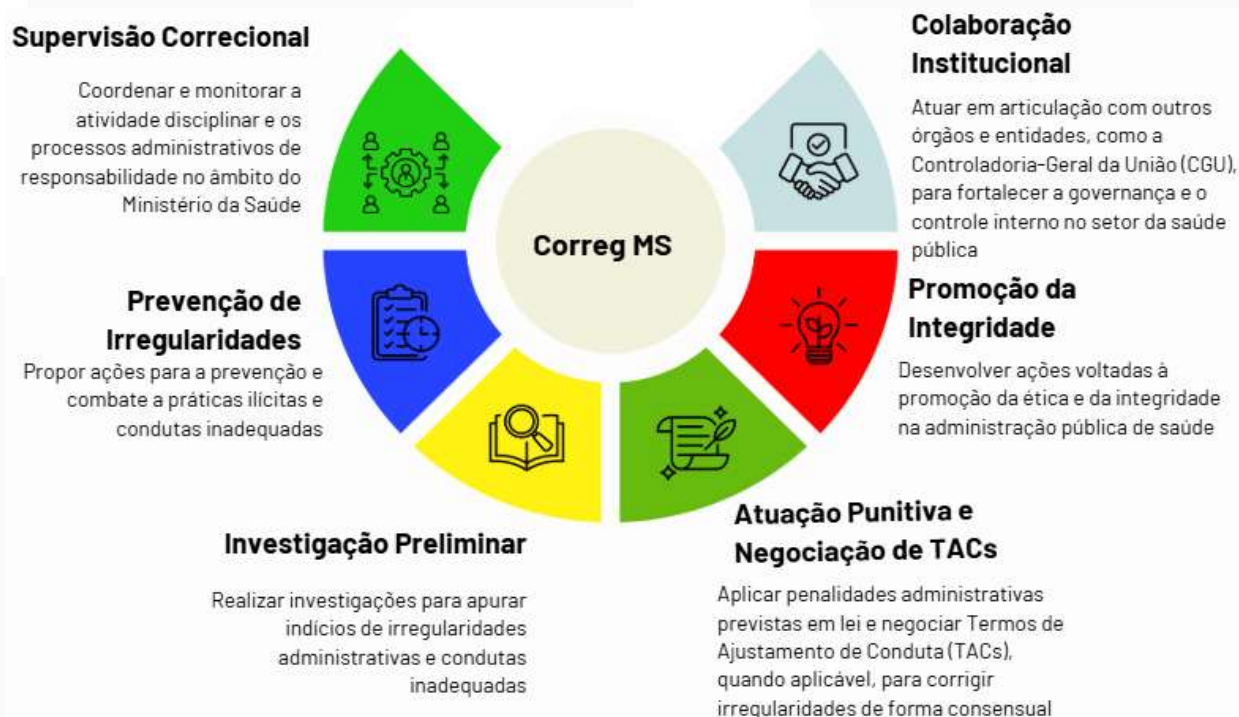 Supervisão Correcional
Coordenar e monitorar a
atividade disciplinar e os
processos administrativos de
responsabilidade no âmbito do
Ministério da Saúde
Prevenção de
Irregularidades
Propor ações para a prevenção e
combate a práticas ilícitas e
condutas inadequadas
Investigação Preliminar
Realizar investigações para apurar
indícios de irregularidades
administrativas e condutas
inadequadas
Correg MS
Colaboração
Institucional
Atuar em articulação com outros
órgãos e entidades, como a
Controladoria-Geral da União (CGU),
para fortalecer a governança e o
controle interno no setor da saúde
pública
Promoção da
Integridade
Desenvolver ações voltadas à
promoção da ética e da integridade
na administração pública de saúde
Atuação Punitiva e
Negociação de TACs
Aplicar penalidades administrativas
previstas em lei e negociar Termos de
Ajustamento de Conduta (TACs),
quando aplicável, para corrigir
irregularidades de forma consensual